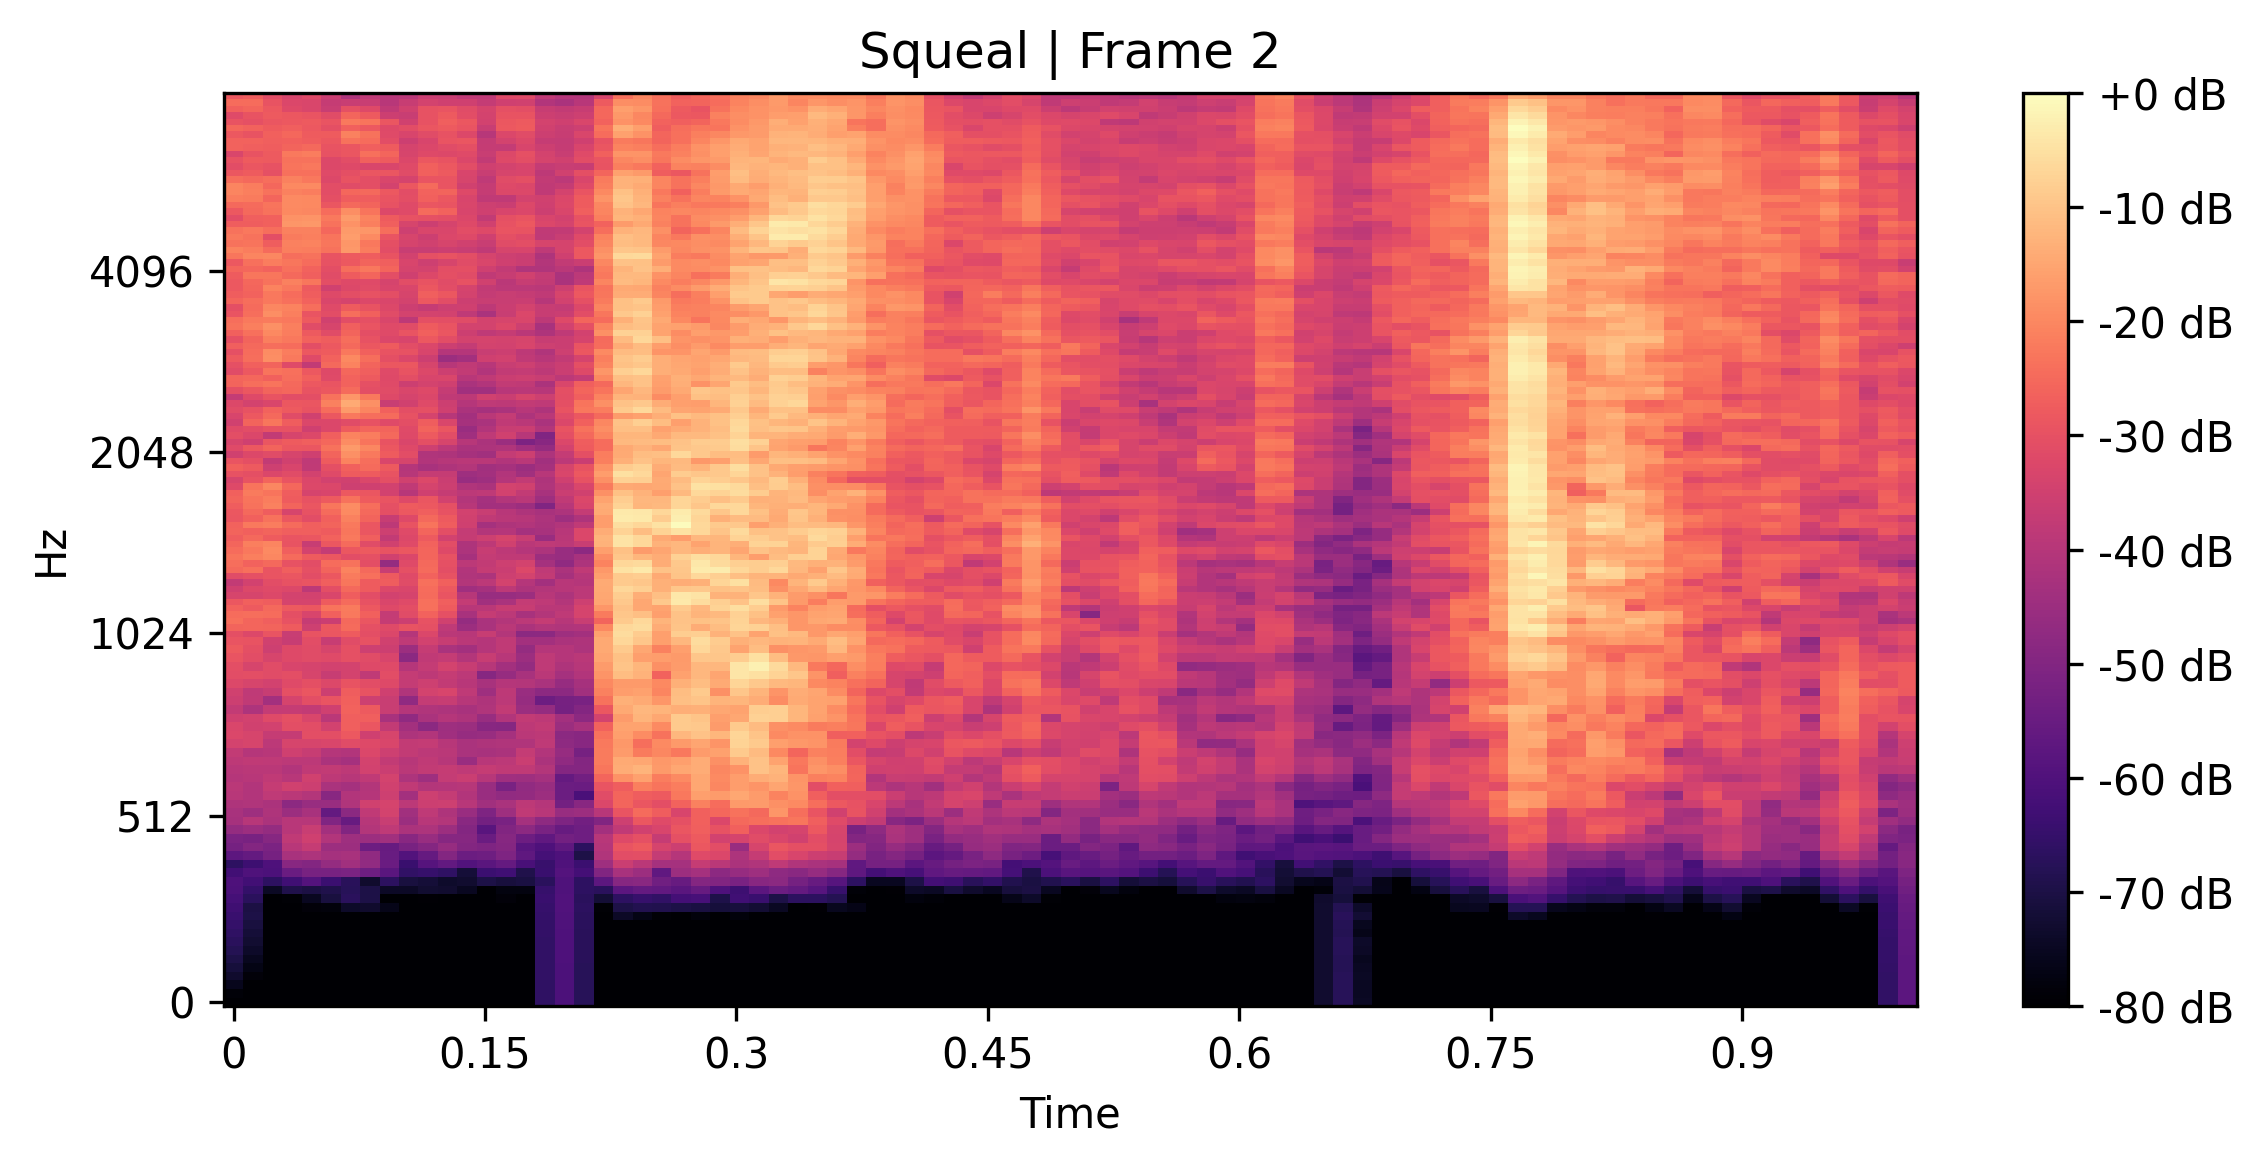 Squeal | Frame 2
+0 dB
-10 dB
-20 dB
-30 dB
-40 dB
-50 dB
-60 dB
-70 dB
-80 dB
Hz
4096
2048
1024
512
0
0 0.15 0.3 0.45 0.6 0.75 0.9
Time